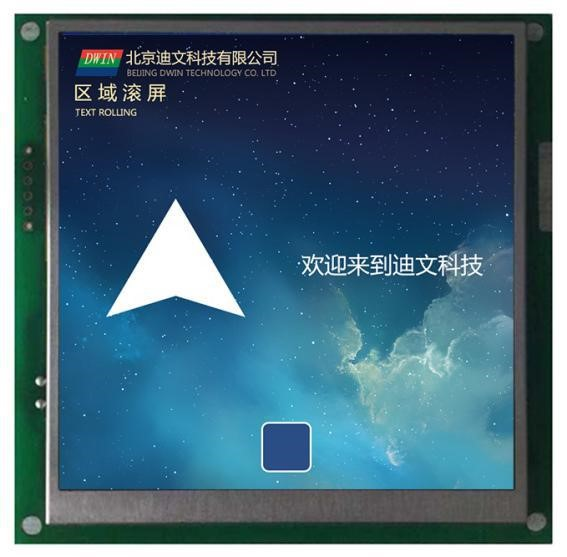 DWIN 北京迪文科技有限公司
BEIJING DWIN TECHNOLOGY CO. LTD
区域滚屏
TEXT ROLLING
欢迎来到迪文科技